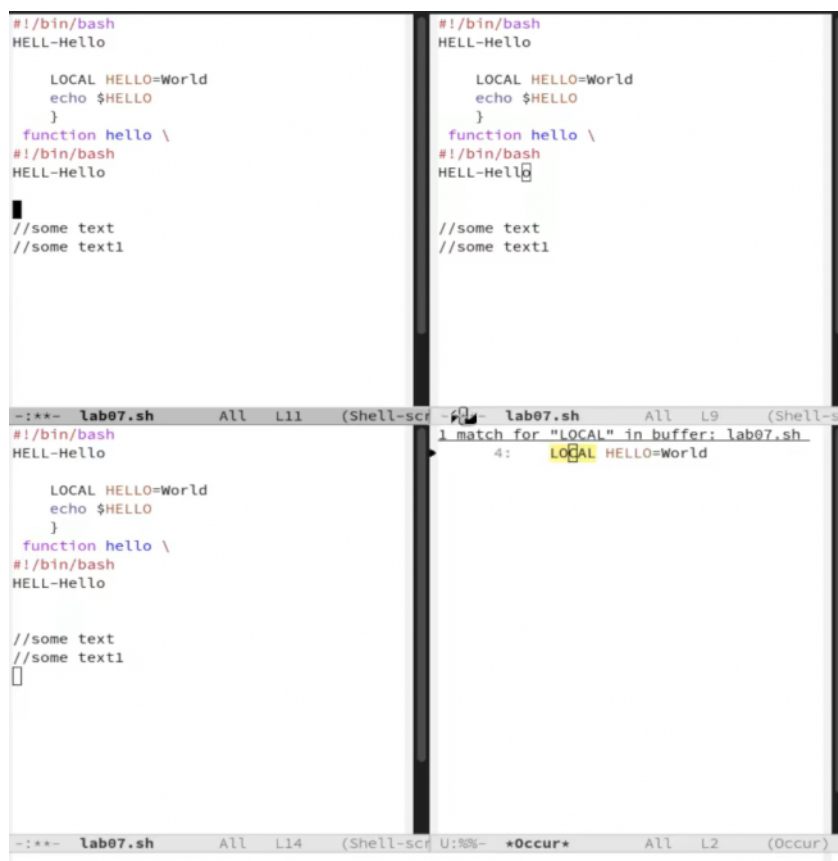 #!/bin/bash
HELL-Hello
LOCAL HELLO=World
echo $HELLO
}
function hello \
#!/bin/bash
HELL-Hello
//some text
//some text1
-:**- lab07.sh All L11 (Shell-scr
#!/bin/bash
HELL-Hello
LOCAL HELLO=World
echo $HELLO
}
function hello \
#!/bin/bash
HELL-Hello
//some text
//some text1
lab07.sh All L9 (Shell-s
#!/bin/bash
HELL-Hello
LOCAL HELLO=World
echo $HELLO
}
function hello \
#!/bin/bash
HELL-Hello
//some text
//some text1
-:**- lab07.sh All L14 (Shell-scr
1 match for "LOCAL" in buffer: lab07.sh
4: LOCAL HELLO=World
U:%%- *Occur* All L2 (Occur)